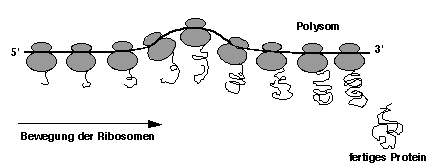 Polysom
5'
3'
Bewegung der Ribosomen
fertiges Protein